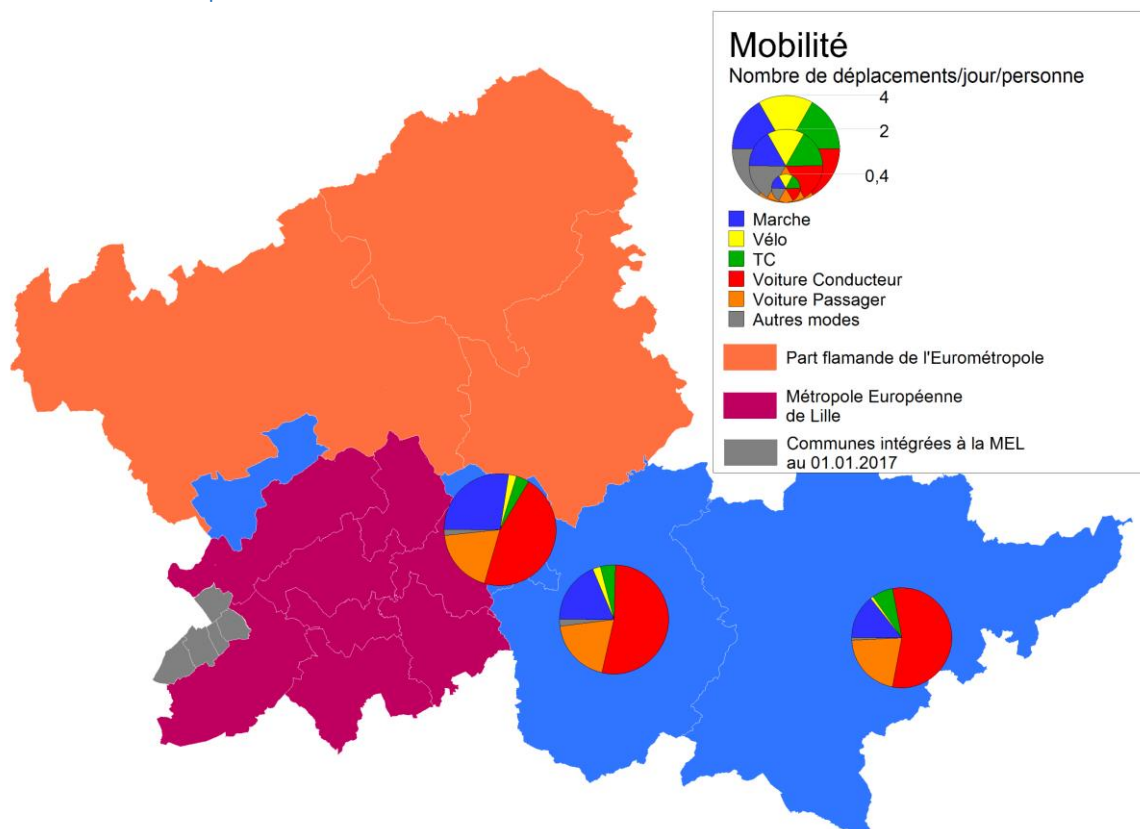 Mobilité
Nombre de déplacements/jour/personne
4
2
0,4
Marche
Vélo
TC
Voiture Conducteur
Voiture Passager
Autres modes
Part flamande de l'Eurométropole
Métropole Européenne
de Lille
Communes intégrées à la MEL
au 01.01.2017